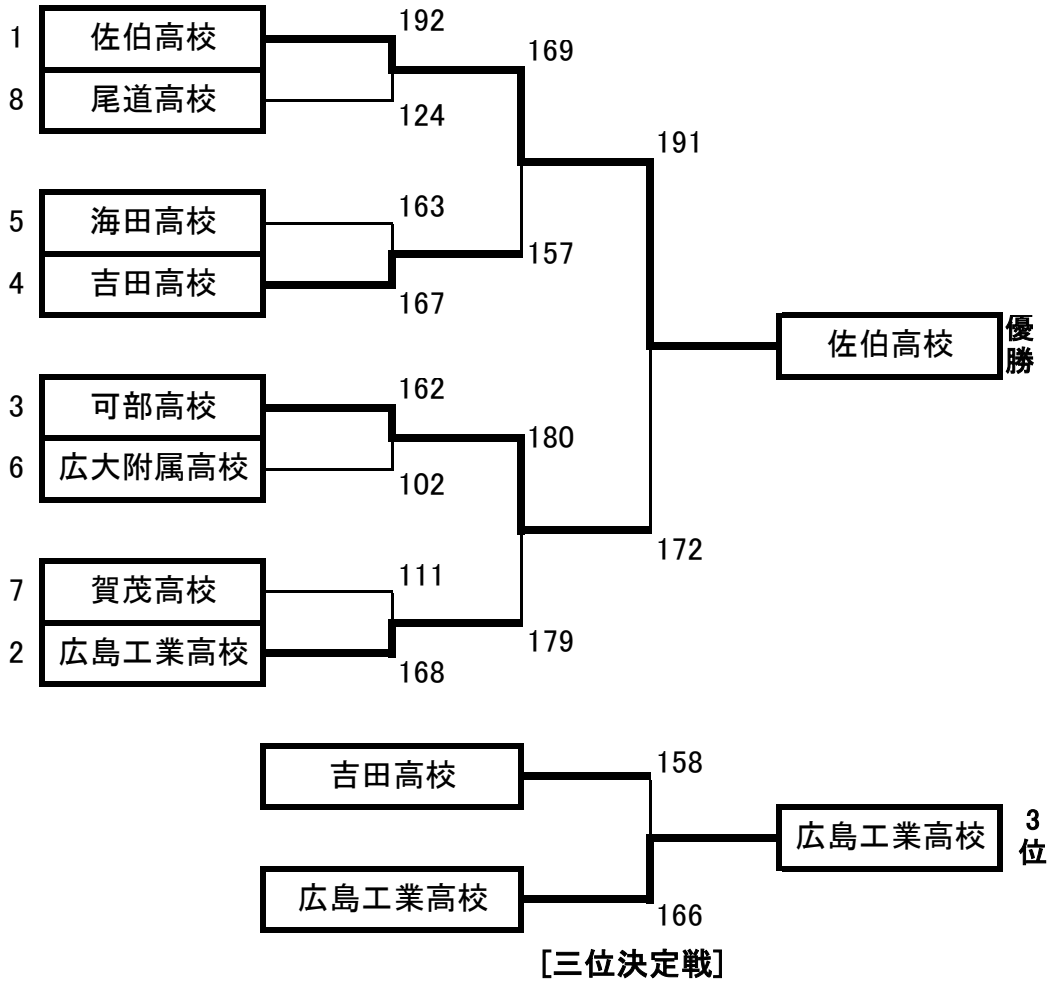 192
1 佐伯高校
169
8 尾道高校
124
191
163
5 海田高校
157
4 吉田高校
167
佐伯高校 優勝
162
3 可部高校
180
6 広大附属高校
102
172
111
7 賀茂高校
179
2 広島工業高校
168
吉田高校
158
広島工業高校 3位
広島工業高校
166
[三位決定戦]